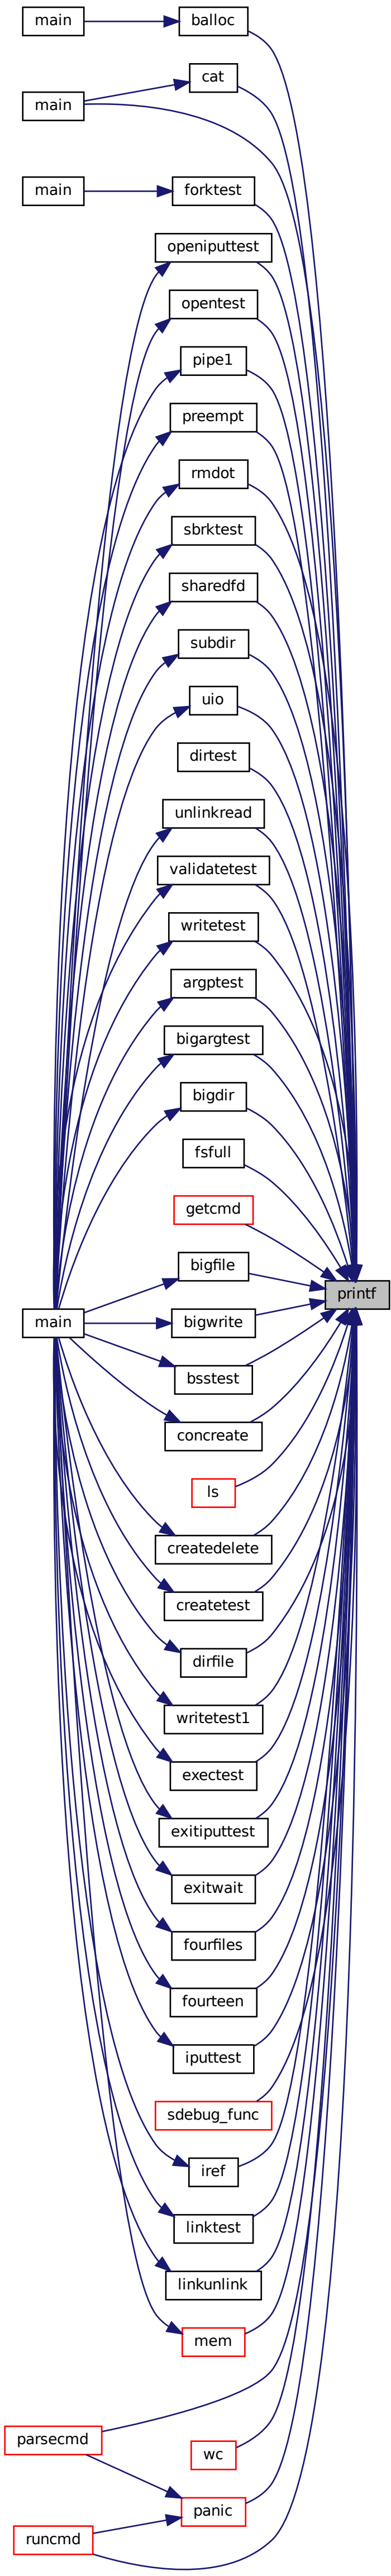 main
balloc
cat
main
main
forktest
openiputtest
opentest
pipe1
preempt
rmdot
sbrktest
sharedfd
subdir
uio
dirtest
unlinkread
validatetest
writetest
argptest
bigargtest
bigdir
fsfull
getcmd
bigfile
printf
main
bigwrite
bsstest
concreate
ls
createdelete
createtest
dirfile
writetest1
exectest
exitiputtest
exitwait
fourfiles
fourteen
iputtest
sdebug_func
iref
linktest
linkunlink
mem
parsecmd
wc
panic
runcmd